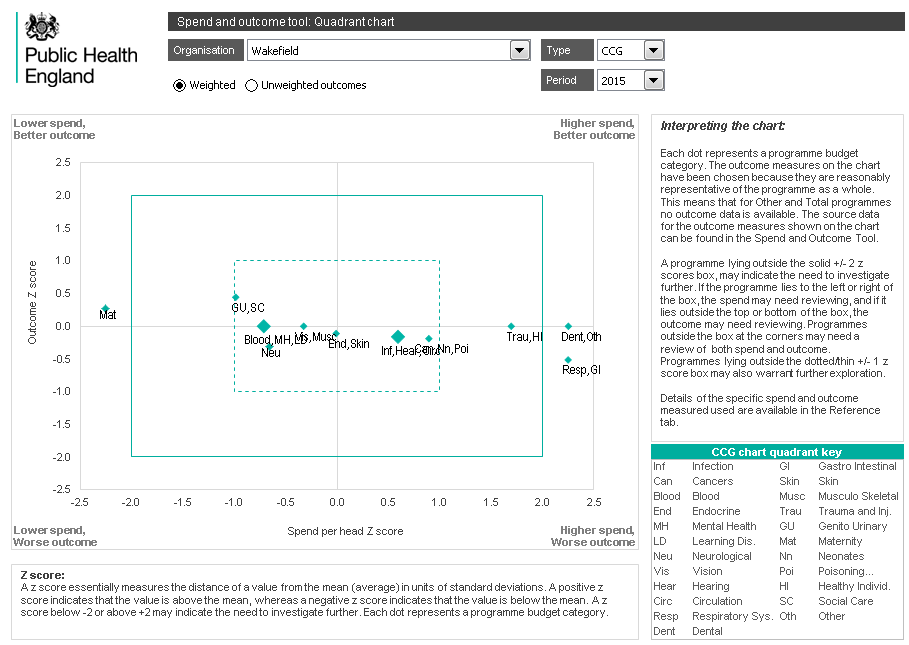 Public Health
England
Spend and outcome tool: Quadrant chart
Organisation
Wakefield
Type
CCG
Weighted
Unweighted outcomes
Period
2015
Lower spend,
Better outcome
Higher spend,
Better outcome
2.5
2.0
1.5
1.0
0.5
0.0
-0.5
-1.0
-1.5
-2.0
-2.5
Outcome Z score
Mat
GU,SC
Blood,MH,LD
Vis,Musc
Neu
End,Skin
Inf,Hear,Circ
Can,Nn,Poi
Trau,HI
Dent,Oth
Resp,GI
-2.5 -2.0 -1.5 -1.0 -0.5 0.0 0.5 1.0 1.5 2.0 2.5
Spend per head Z score
Lower spend,
Worse outcome
Higher spend,
Worse outcome
Interpreting the chart:
Each dot represents a programme budget
category. The outcome measures on the chart
have been chosen because they are reasonably
representative of the programme as a whole.
This means that for Other and Total programmes
no outcome data is available. The source data
for the outcome measures shown on the chart
can be found in the Spend and Outcome Tool.
A programme lying outside the solid +/- 2 z
scores box, may indicate the need to investigate
further. If the programme lies to the left or right of
the box, the spend may need reviewing, and if it
lies outside the top or bottom of the box, the
outcome may need reviewing. Programmes
outside the box at the corners may need a
review of both spend and outcome.
Programmes lying outside the dotted/thin +/- 1 z
score box may also warrant further exploration.
Details of the specific spend and outcome
measured used are available in the Reference
tab.
CCG chart quadrant key
Inf Infection GI Gastro Intestinal
Can Cancers Skin Skin
Blood Blood Musc Musculo Skeletal
End Endocrine Trau Trauma and Inj.
MH Mental Health GU Genito Urinary
LD Learning Dis. Mat Maternity
Neu Neurological Nn Neonates
Vis Vision Poi Poisoning...
Hear Hearing HI Healthy Individ.
Circ Circulation SC Social Care
Resp Respiratory Sys. Oth Other
Dent Dental
Z score:
A z score essentially measures the distance of a value from the mean (average) in units of standard deviations. A positive z
score indicates that the value is above the mean, whereas a negative z score indicates that the value is below the mean. A z
score below -2 or above +2 may indicate the need to investigate further. Each dot represents a programme budget category.